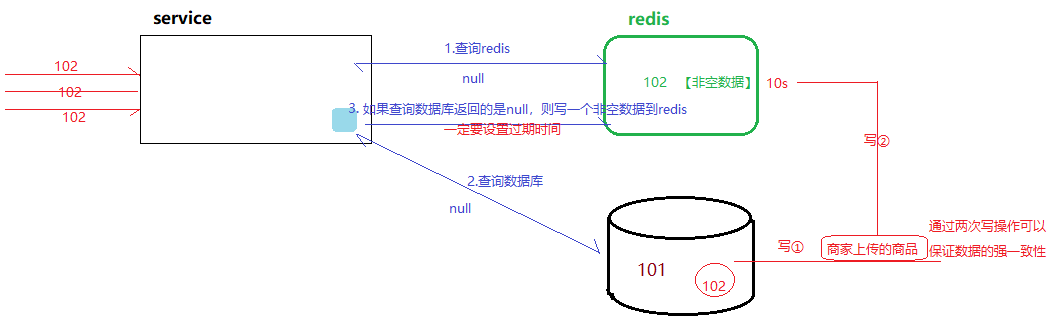 service
redis
102
102
102
1.查询redis
null
102 【非空数据】 10s
3. 如果查询数据库返回的是null，则写一个非空数据到redis
一定要设置过期时间
写②
2.查询数据库
null
101
102
写①
商家上传的商品
通过两次写操作可以
保证数据的强一致性